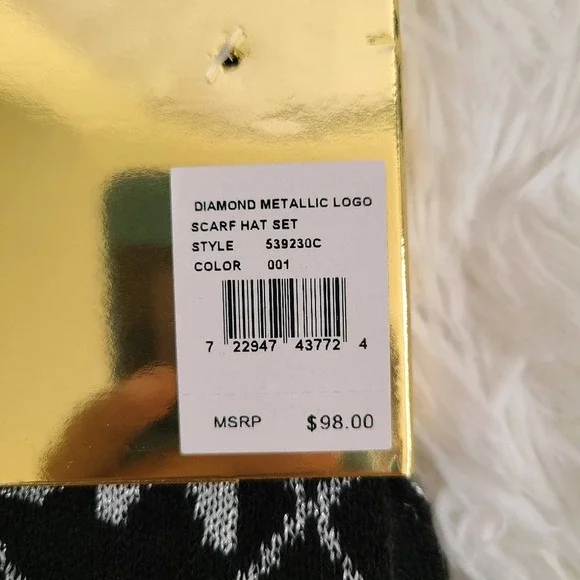 DIAMOND METALLIC LOGO
SCARF HAT SET
STYLE 539230C
COLOR 001
7 22947 43772 4
MSRP $98.00